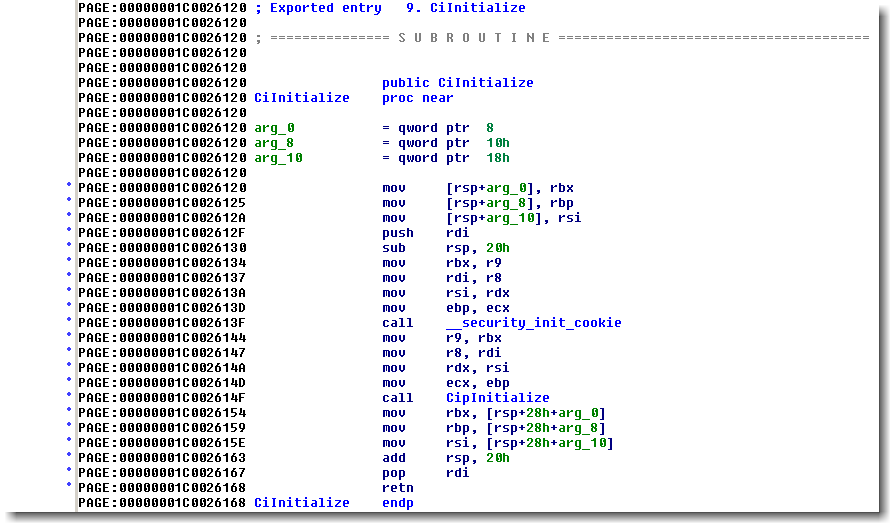 PAGE:00000001C0026120 ; Exported entry   9. CiInitialize
PAGE:00000001C0026120
PAGE:00000001C0026120 ; =============== S U B R O U T I N E =======================================
PAGE:00000001C0026120
PAGE:00000001C0026120
PAGE:00000001C0026120                 public CiInitialize
PAGE:00000001C0026120 CiInitialize    proc near
PAGE:00000001C0026120
PAGE:00000001C0026120 arg_0           = qword ptr  8
PAGE:00000001C0026120 arg_8           = qword ptr  10h
PAGE:00000001C0026120 arg_10          = qword ptr  18h
PAGE:00000001C0026120
PAGE:00000001C0026120                 mov     [rsp+arg_0], rbx
PAGE:00000001C0026125                 mov     [rsp+arg_8], rbp
PAGE:00000001C002612A                 mov     [rsp+arg_10], rsi
PAGE:00000001C002612F                 push    rdi
PAGE:00000001C0026130                 sub     rsp, 20h
PAGE:00000001C0026134                 mov     rbx, r9
PAGE:00000001C0026137                 mov     rdi, r8
PAGE:00000001C002613A                 mov     rsi, rdx
PAGE:00000001C002613D                 mov     ebp, ecx
PAGE:00000001C002613F                 call    __security_init_cookie
PAGE:00000001C0026144                 mov     r9, rbx
PAGE:00000001C0026147                 mov     r8, rdi
PAGE:00000001C002614A                 mov     rdx, rsi
PAGE:00000001C002614D                 mov     ecx, ebp
PAGE:00000001C002614F                 call    CipInitialize
PAGE:00000001C0026154                 mov     rbx, [rsp+28h+arg_0]
PAGE:00000001C0026159                 mov     rbp, [rsp+28h+arg_8]
PAGE:00000001C002615E                 mov     rsi, [rsp+28h+arg_10]
PAGE:00000001C0026163                 add     rsp, 20h
PAGE:00000001C0026167                 pop     rdi
PAGE:00000001C0026168                 retn
PAGE:00000001C0026168 CiInitialize    endp